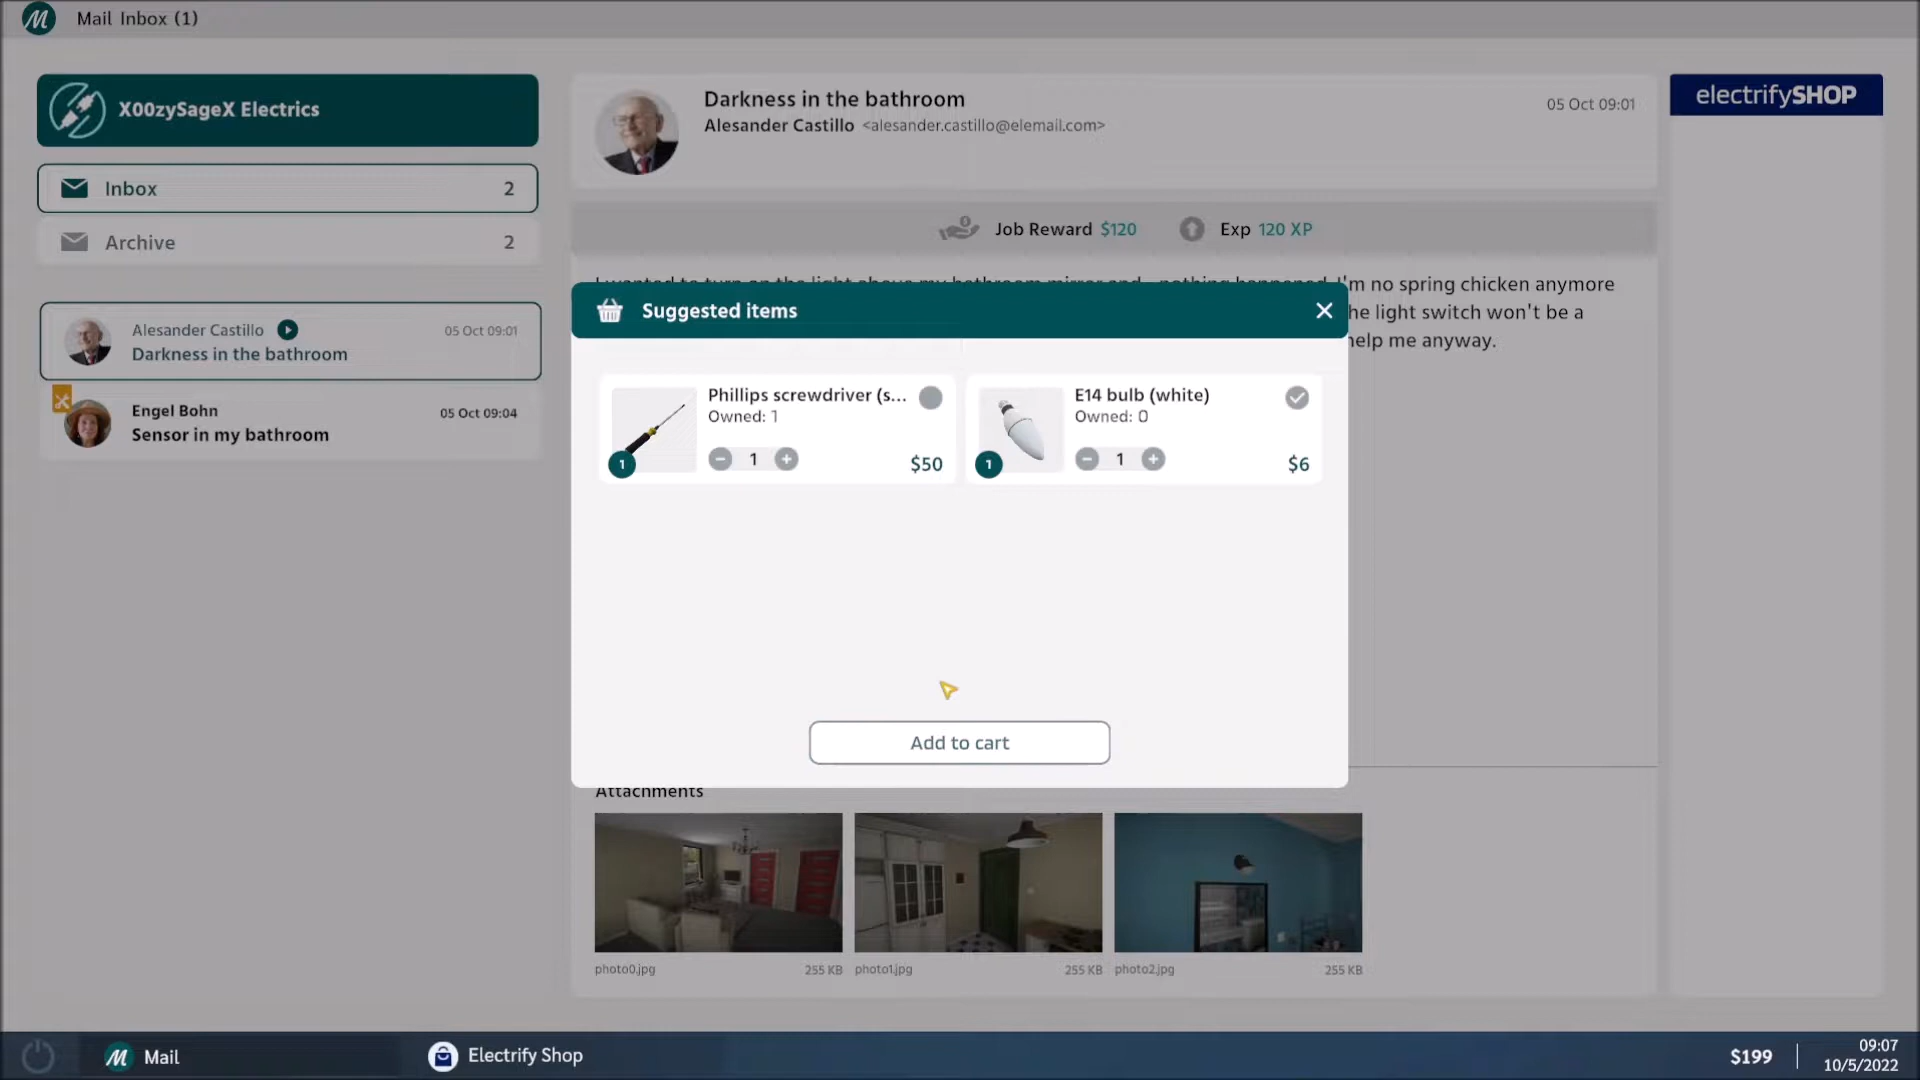 Mail Inbox (1)
X00zySageX Electrics
Inbox 2
Archive 2
Alesander Castillo 05 Oct 09:01
Darkness in the bathroom
Engel Bohn 05 Oct 09:04
Sensor in my bathroom
Darkness in the bathroom
Alesander Castillo <alesander.castillo@elemail.com>
05 Oct 09:01
electrifySHOP
Job Reward $120 Exp 120 XP
I'm no spring chicken anymore
the light switch won't be a
help me anyway.
Suggested items
Phillips screwdriver (s...
Owned: 1
1 1 $50
E14 bulb (white)
Owned: 0
1 1 $6
Add to cart
Attachments
photo0.jpg 255 KB photo1.jpg 255 KB photo2.jpg 255 KB
Mail
Electrify Shop
$199
09:07
10/5/2022